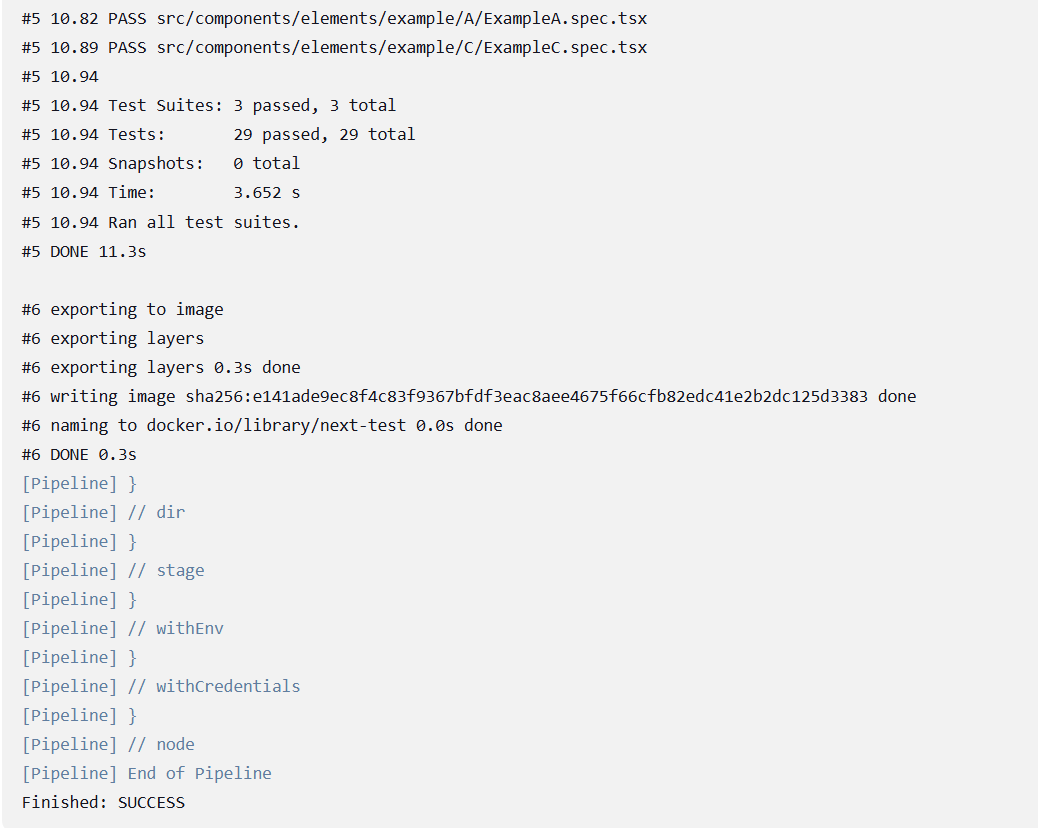 #5 10.82 PASS src/components/elements/example/A/ExampleA.spec.tsx
#5 10.89 PASS src/components/elements/example/C/ExampleC.spec.tsx
#5 10.94
#5 10.94 Test Suites: 3 passed, 3 total
#5 10.94 Tests:       29 passed, 29 total
#5 10.94 Snapshots:   0 total
#5 10.94 Time:        3.652 s
#5 10.94 Ran all test suites.
#5 DONE 11.3s

#6 exporting to image
#6 exporting layers
#6 exporting layers 0.3s done
#6 writing image sha256:e141ade9ec8f4c83f9367bfdf3eac8aee4675f66cfb82edc41e2b2dc125d3383 done
#6 naming to docker.io/library/next-test 0.0s done
#6 DONE 0.3s
[Pipeline] }
[Pipeline] // dir
[Pipeline] }
[Pipeline] // stage
[Pipeline] }
[Pipeline] // withEnv
[Pipeline] }
[Pipeline] // withCredentials
[Pipeline] }
[Pipeline] // node
[Pipeline] End of Pipeline
Finished: SUCCESS